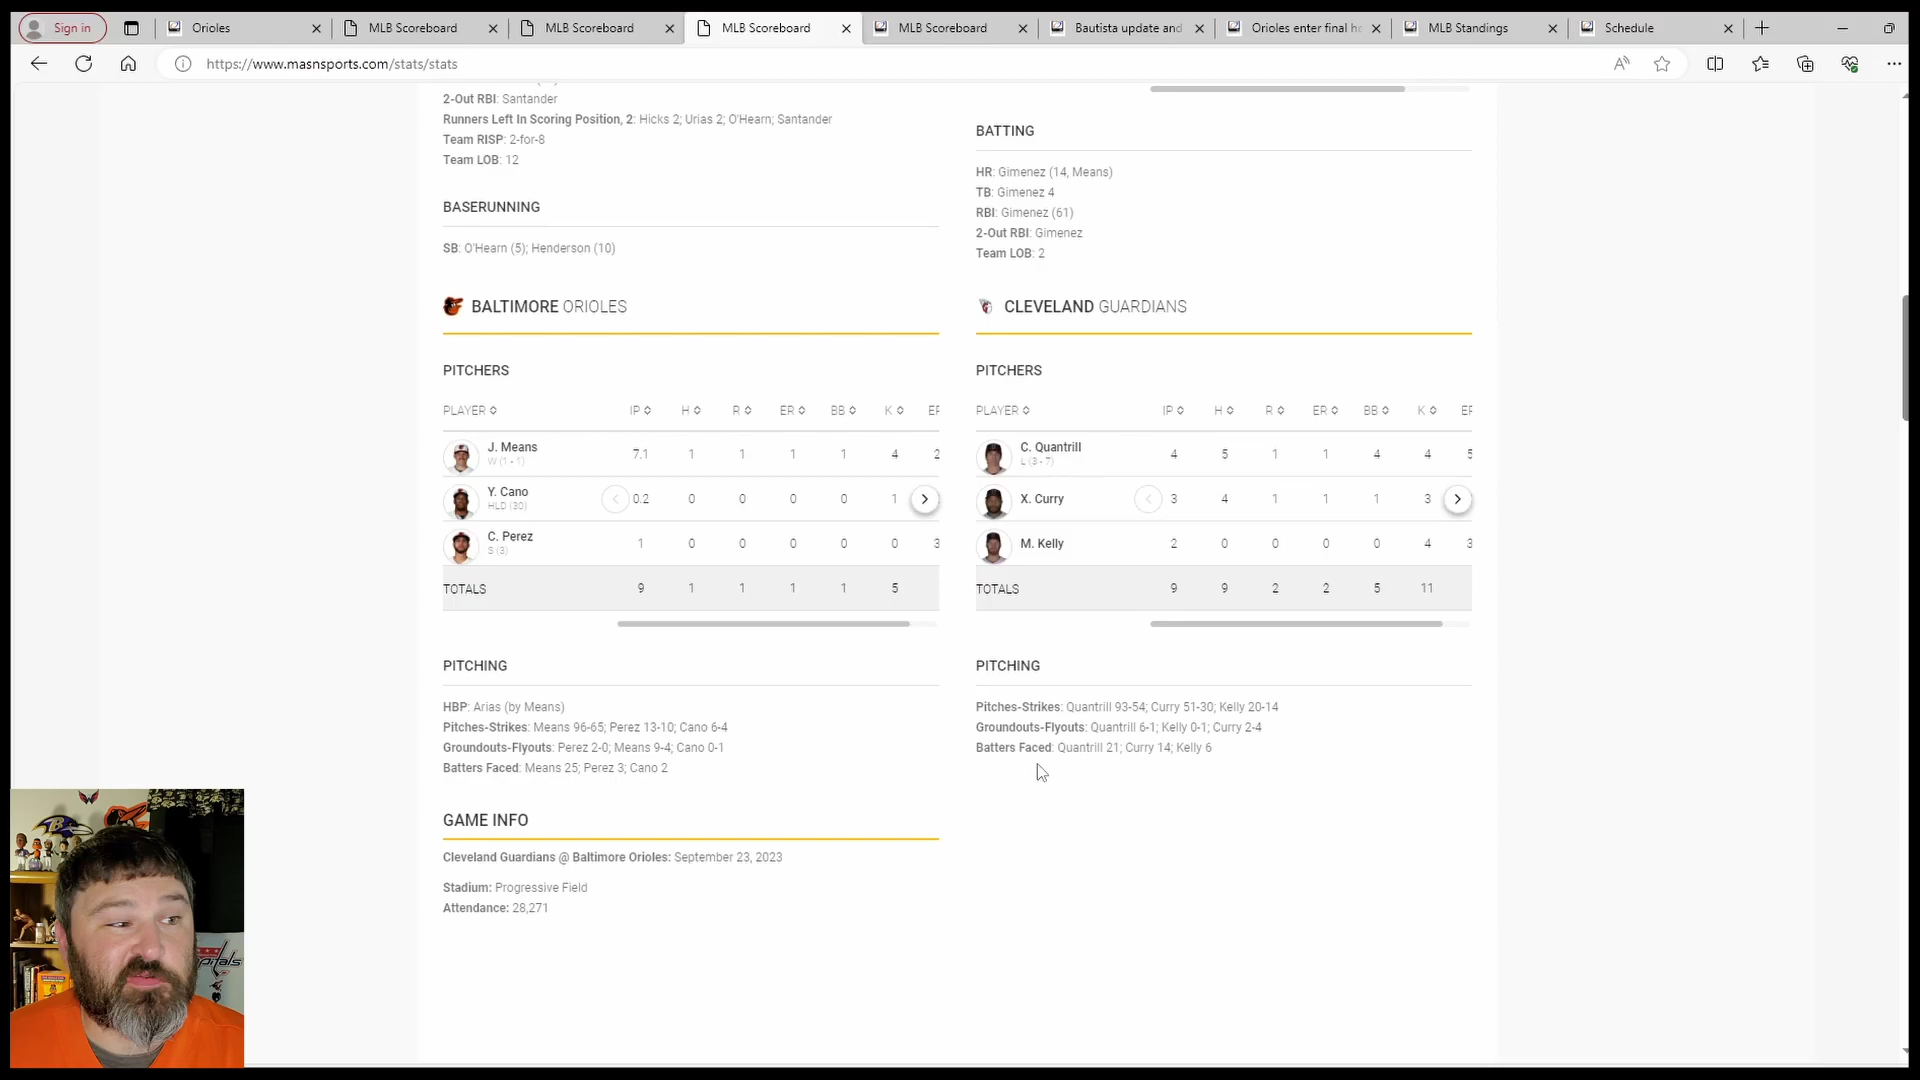 Sign in
Orioles
MLB Scoreboard
MLB Scoreboard
MLB Scoreboard
MLB Scoreboard
Bautista update and
Orioles enter final h
MLB Standings
Schedule
https://www.masnsports.com/stats/stats
2-Out RBI: Santander
Runners Left In Scoring Position, 2: Hicks 2; Urias 2; O'Hearn; Santander
Team RISP: 2-for-8
Team LOB: 12
BASERUNNING
SB: O'Hearn (5); Henderson (10)
BATTING
HR: Gimenez (14, Means)
TB: Gimenez 4
RBI: Gimenez (61)
2-Out RBI: Gimenez
Team LOB: 2
BALTIMORE ORIOLES
PITCHERS
PLAYER IP H R ER BB K EF
J. Means 7.1 1 1 1 1 4 2
W (1 - 1)
Y. Cano 0.2 0 0 0 0 1
HLD (30)
C. Perez 1 0 0 0 0 0 3
S (3)
TOTALS 9 1 1 1 1 5
PITCHING
HBP: Arias (by Means)
Pitches-Strikes: Means 96-65; Perez 13-10; Cano 6-4
Groundouts-Flyouts: Perez 2-0; Means 9-4; Cano 0-1
Batters Faced: Means 25; Perez 3; Cano 2
CLEVELAND GUARDIANS
PITCHERS
PLAYER IP H R ER BB K EF
C. Quantrill 4 5 1 1 4 4 5
L (3 - 7)
X. Curry 3 4 1 1 1 3
M. Kelly 2 0 0 0 0 4 3
TOTALS 9 9 2 2 5 11
PITCHING
Pitches-Strikes: Quantrill 93-54; Curry 51-30; Kelly 20-14
Groundouts-Flyouts: Quantrill 6-1; Kelly 0-1; Curry 2-4
Batters Faced: Quantrill 21; Curry 14; Kelly 6
GAME INFO
Cleveland Guardians @ Baltimore Orioles: September 23, 2023
Stadium: Progressive Field
Attendance: 28,271